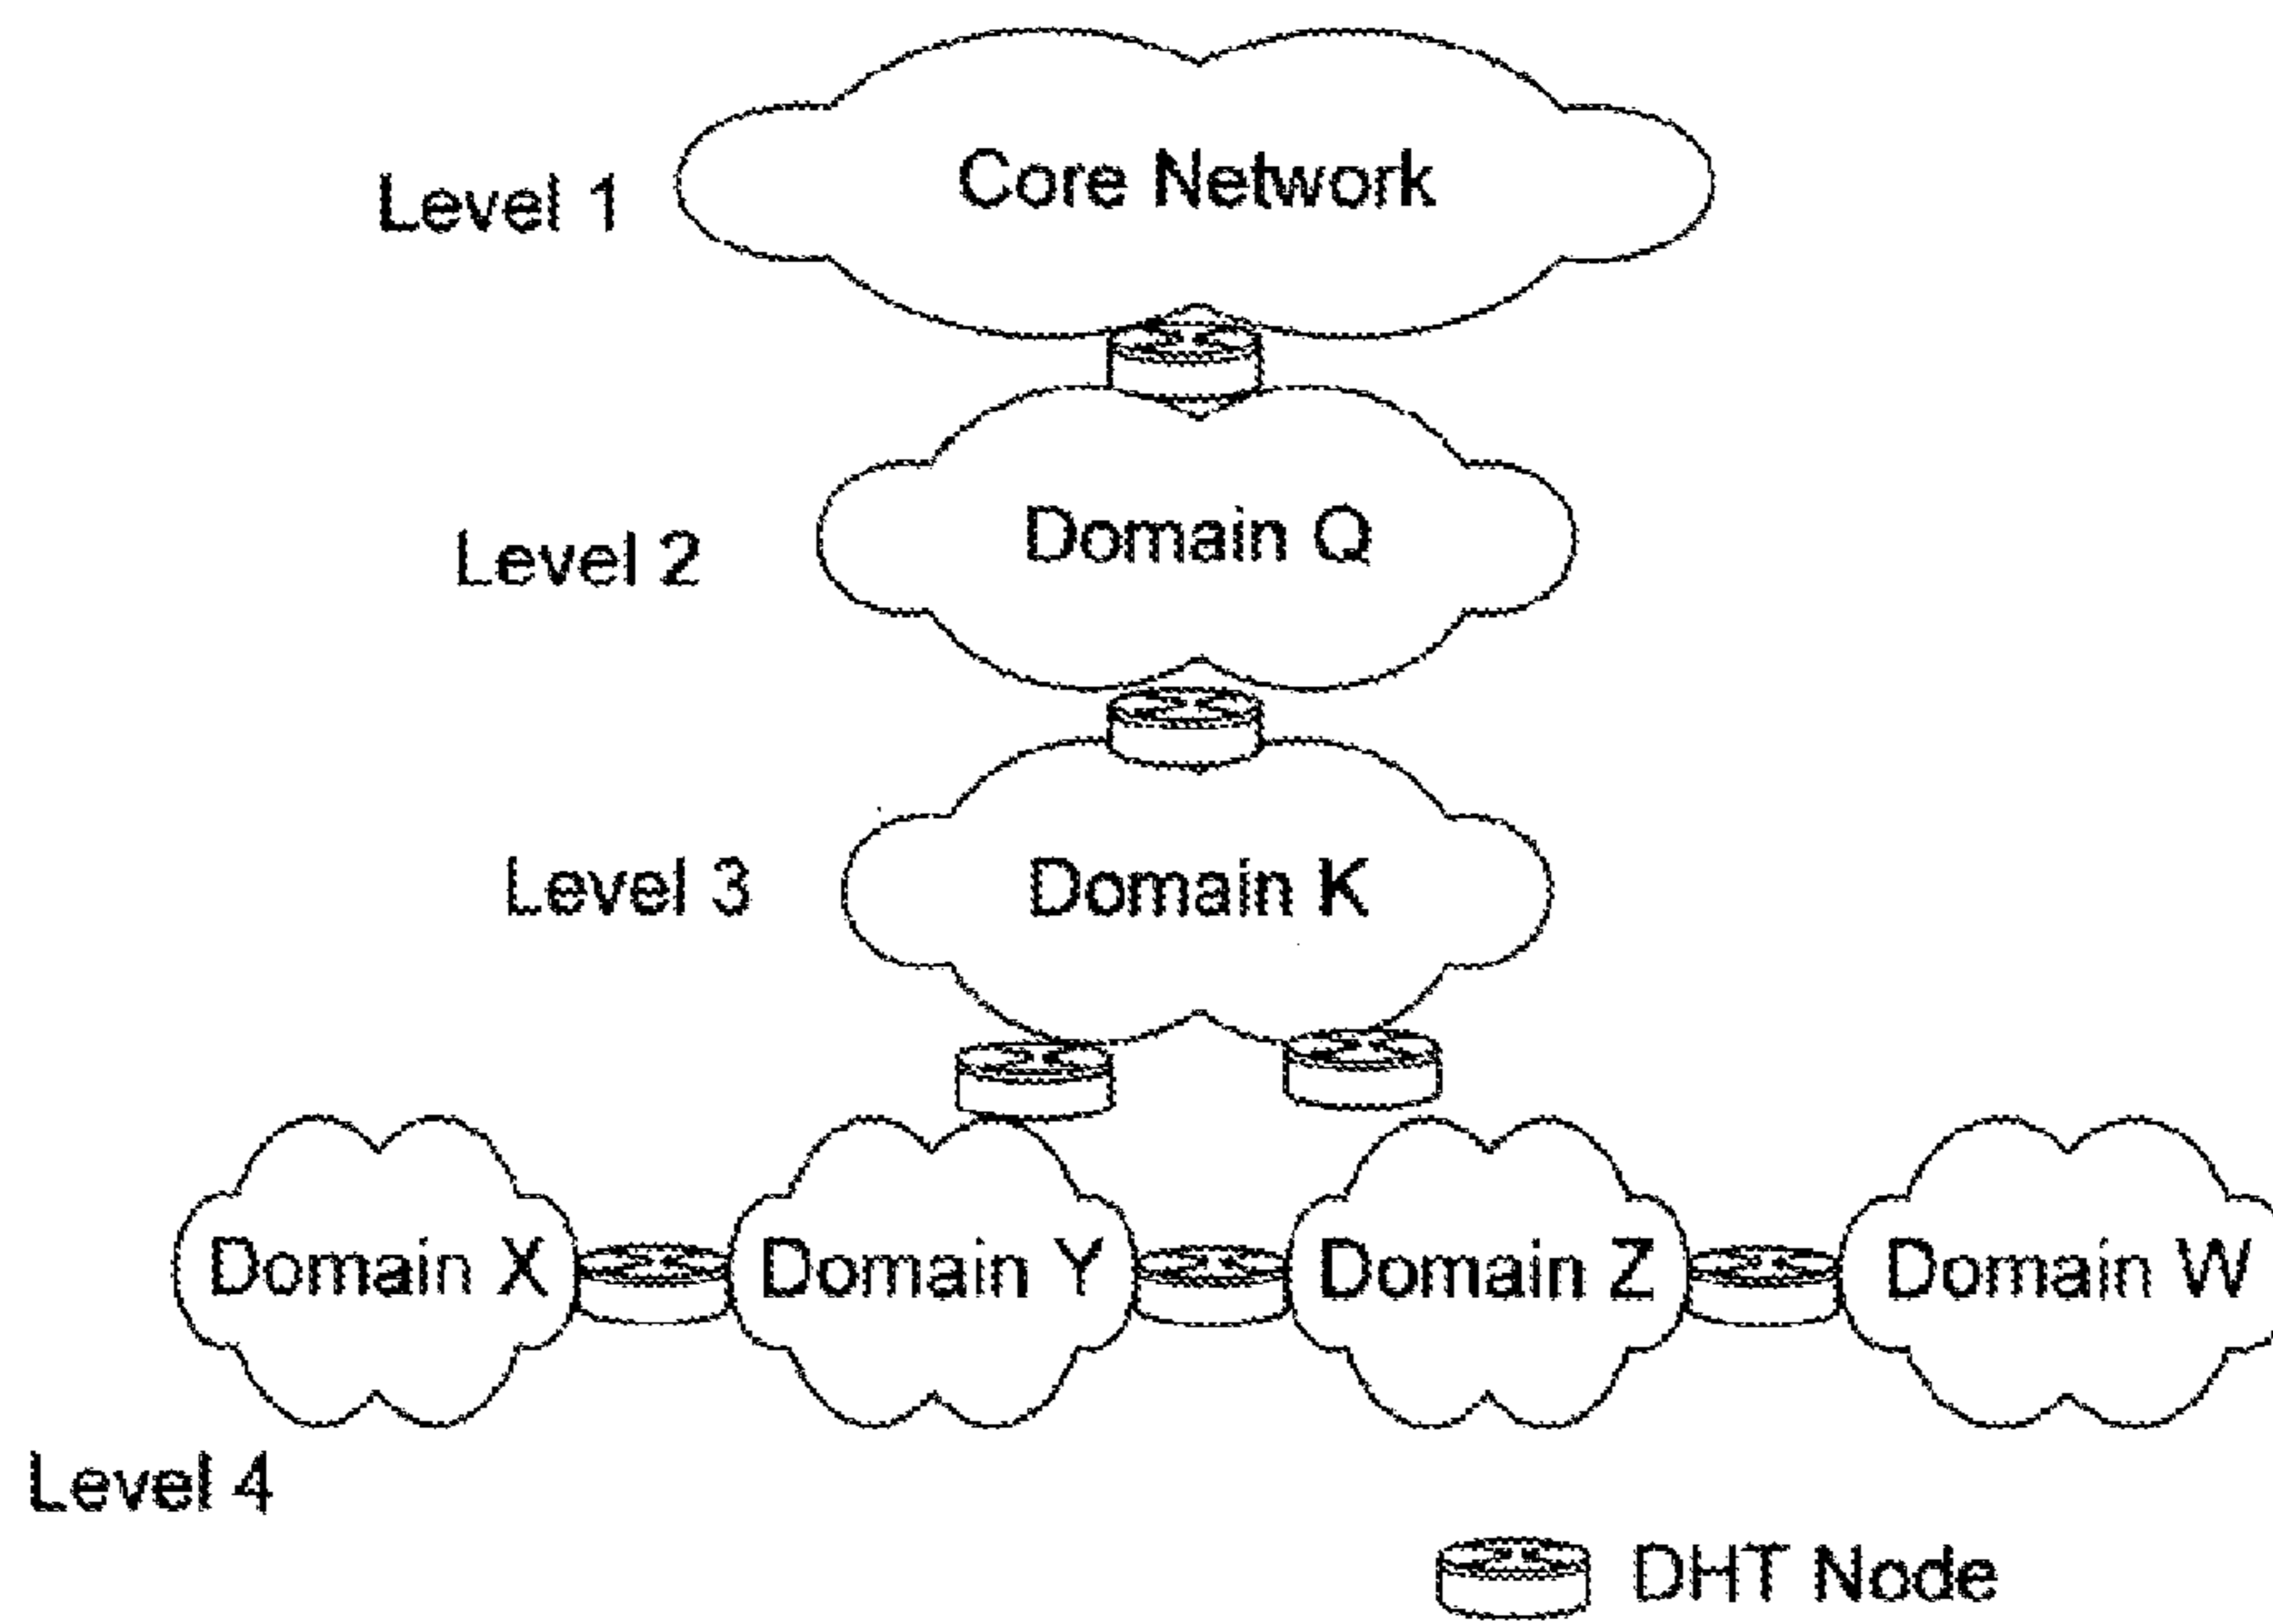 Core Network
Level 1
Domain Q
Level 2
Domain K
Level 3
Domain X
Domain Y
Domain Z
Domain W
Level 4
DHT Node